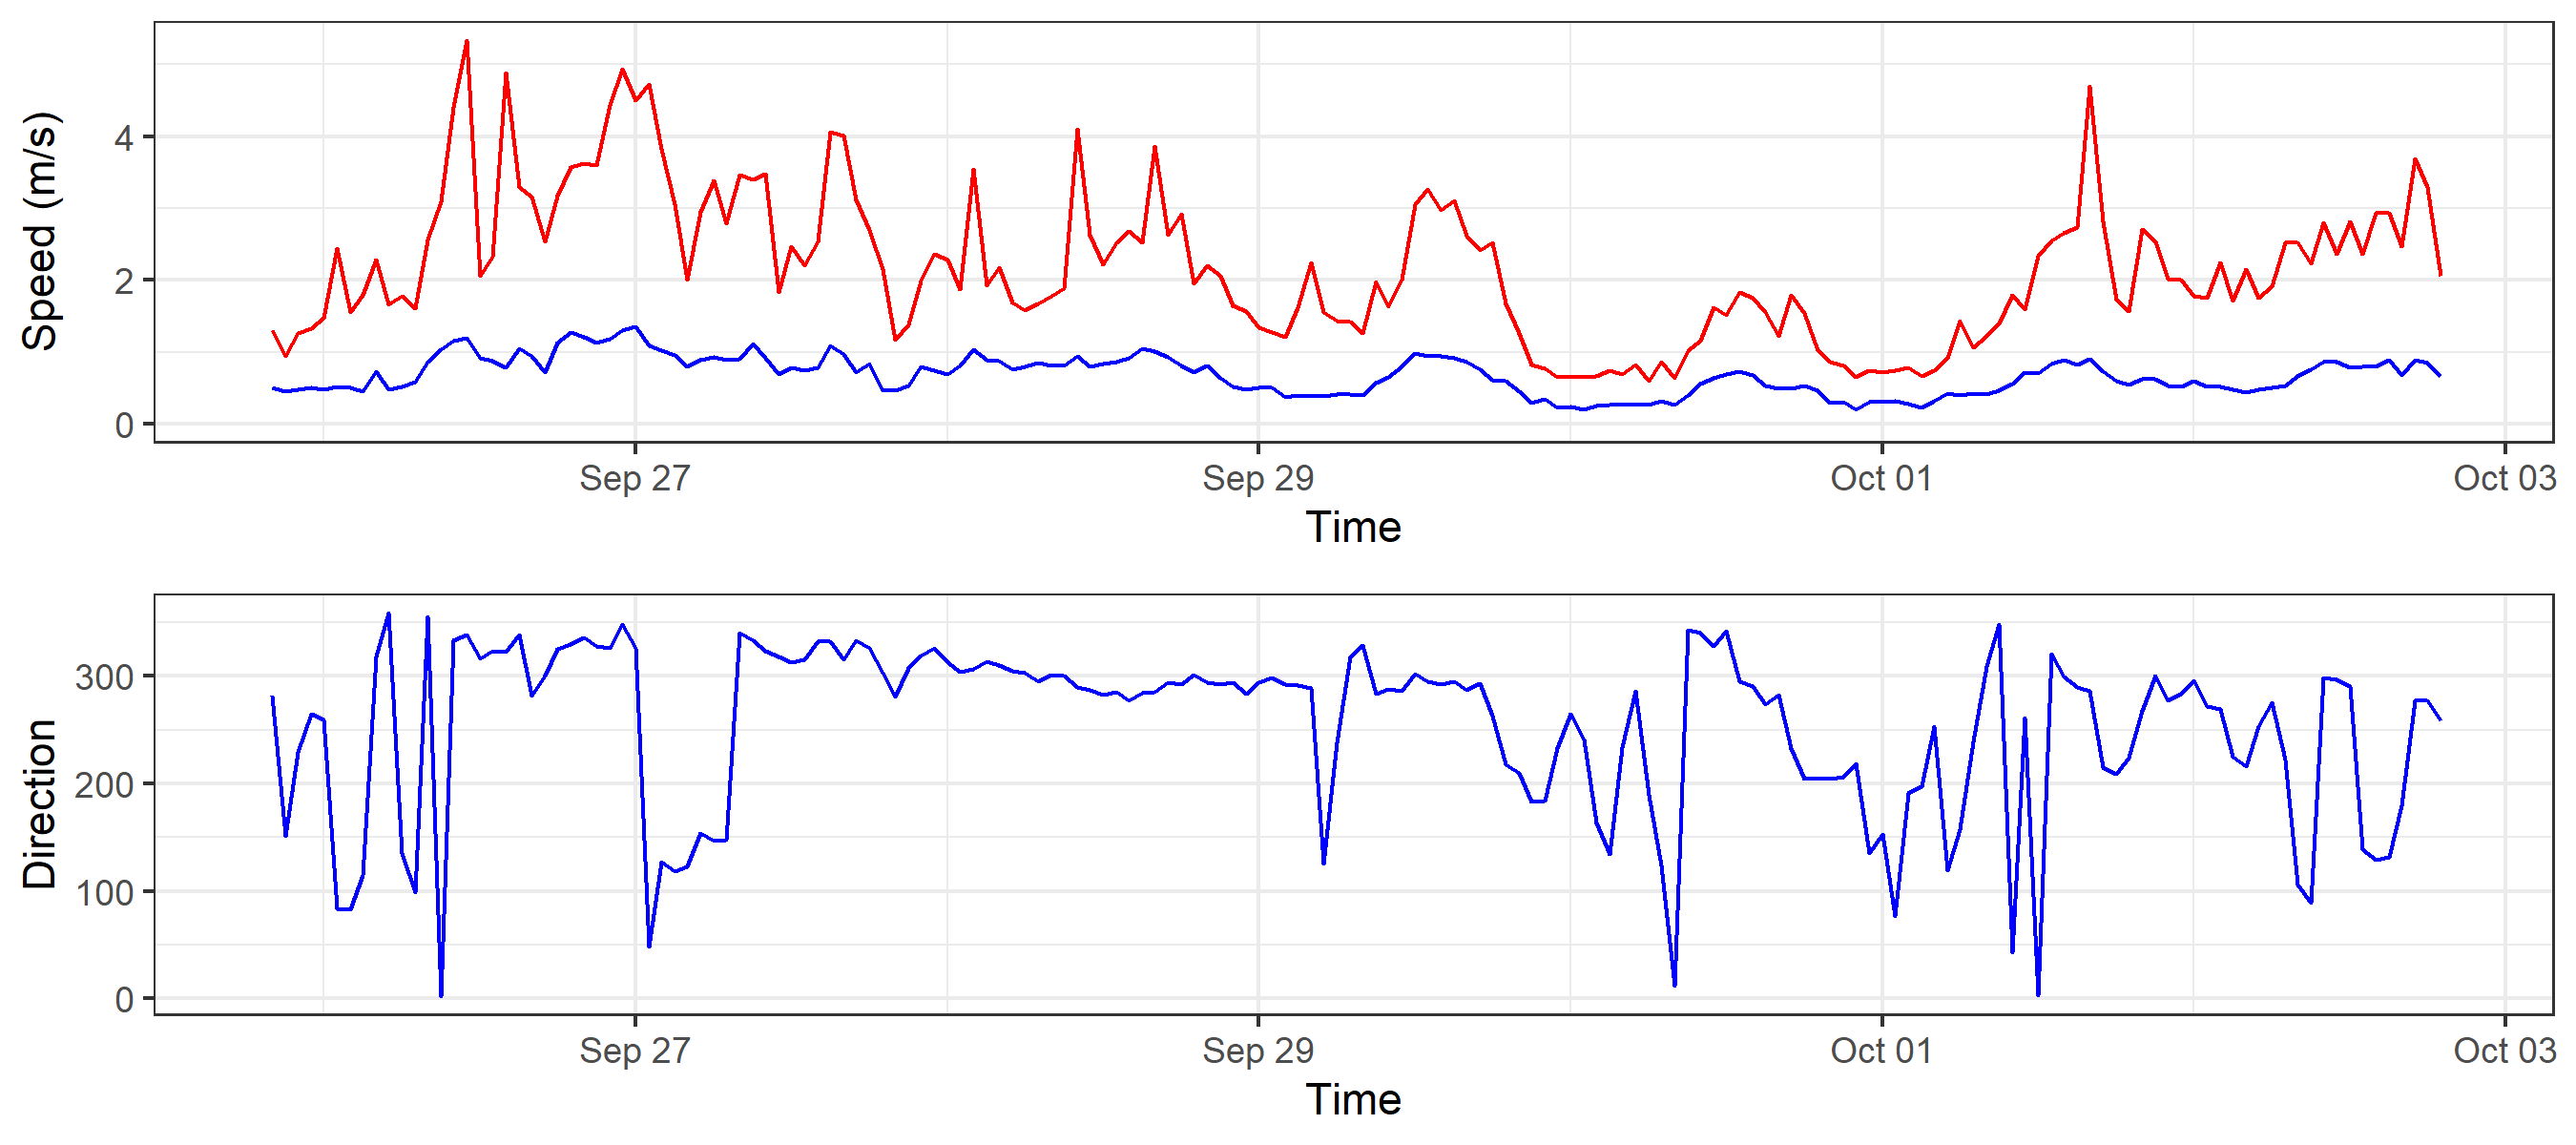 Speed (m/s)
4
2
0
Sep 27
Sep 29
Oct 01
Oct 03
Time
Direction
300
200
100
0
Sep 27
Sep 29
Oct 01
Oct 03
Time